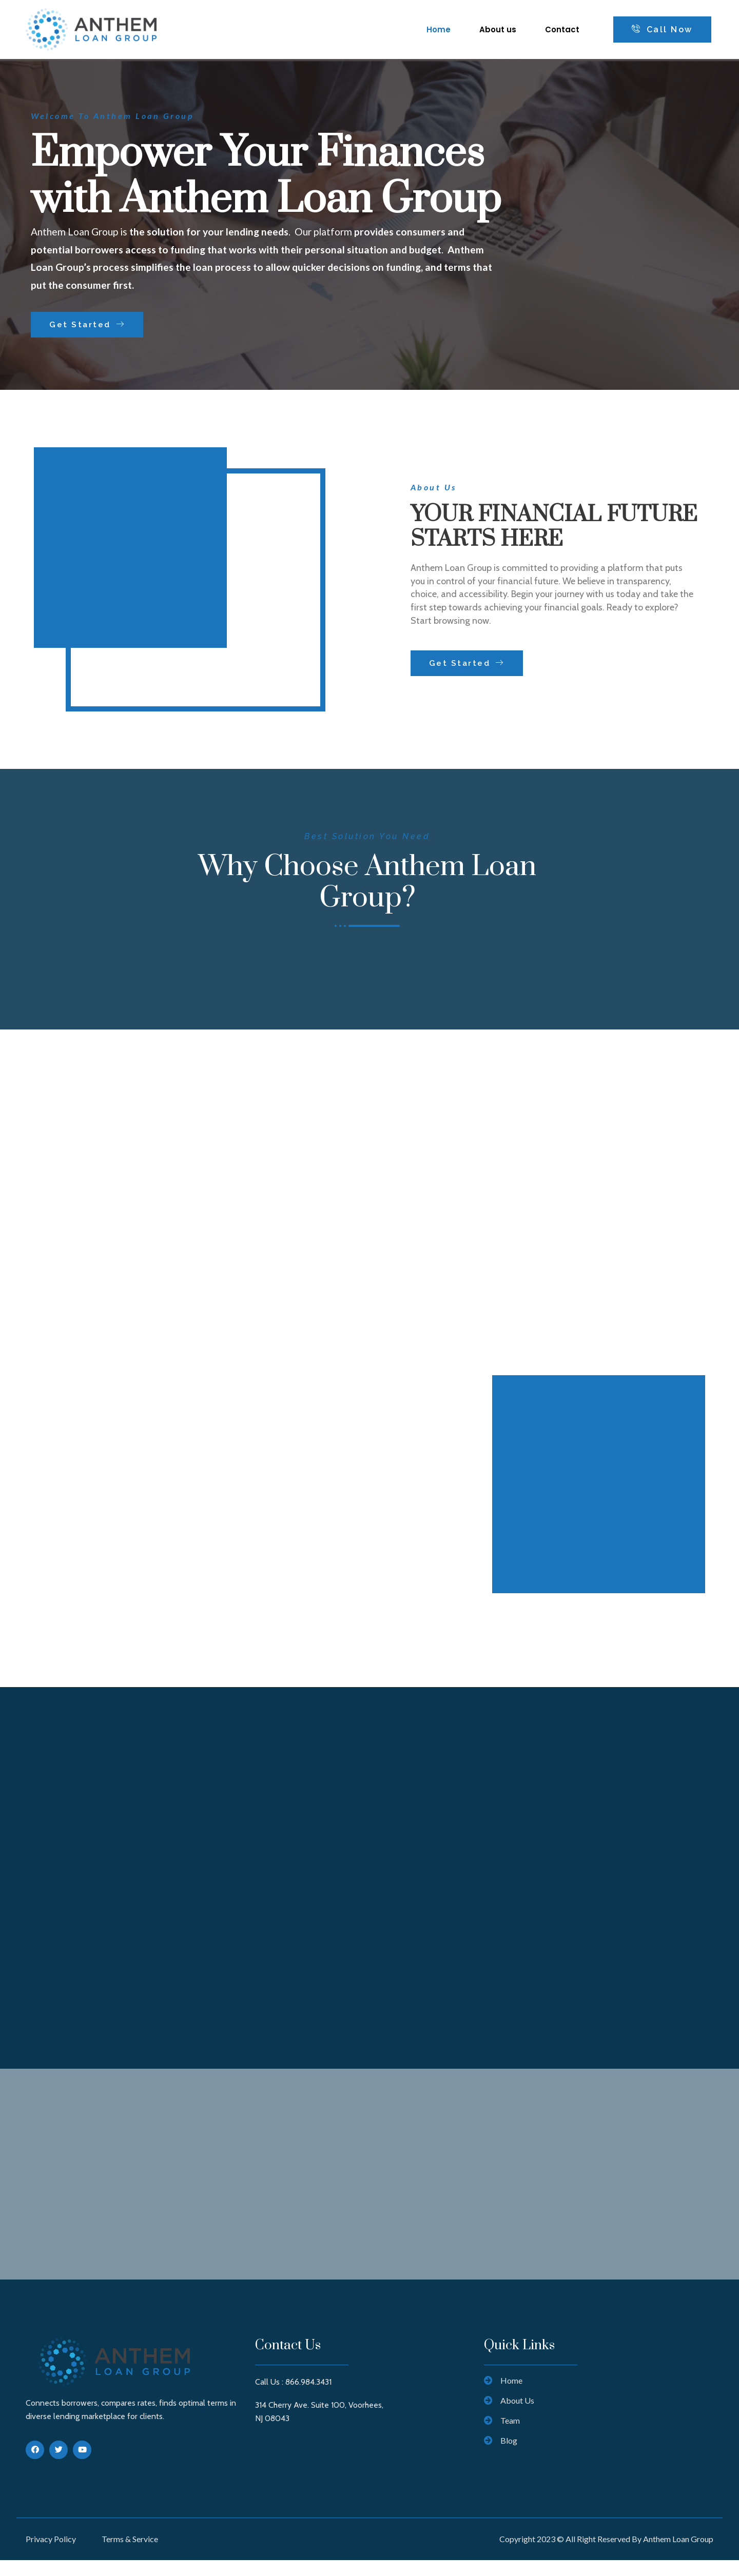 ANTHEM
LOAN GROUP
Home
About us
Contact
Call Now
Welcome To Anthem Loan Group
Empower Your Finances
with Anthem Loan Group
Anthem Loan Group is the solution for your lending needs. Our platform provides consumers and
potential borrowers access to funding that works with their personal situation and budget. Anthem
Loan Group's process simplifies the loan process to allow quicker decisions on funding, and terms that
put the consumer first.
Get Started
About Us
YOUR FINANCIAL FUTURE
STARTS HERE
Anthem Loan Group is committed to providing a platform that puts
you in control of your financial future. We believe in transparency,
choice, and accessibility. Begin your journey with us today and take the
first step towards achieving your financial goals. Ready to explore?
Start browsing now.
Get Started
Best Solution You Need
Why Choose Anthem Loan
Group?
ANTHEM
LOAN GROUP
Connects borrowers, compares rates, finds optimal terms in
diverse lending marketplace for clients.
Contact Us
Call Us : 866.984.3431
314 Cherry Ave. Suite 100, Voorhees,
NJ 08043
Quick Links
Home
About Us
Team
Blog
Privacy Policy
Terms & Service
Copyright 2023 © All Right Reserved By Anthem Loan Group